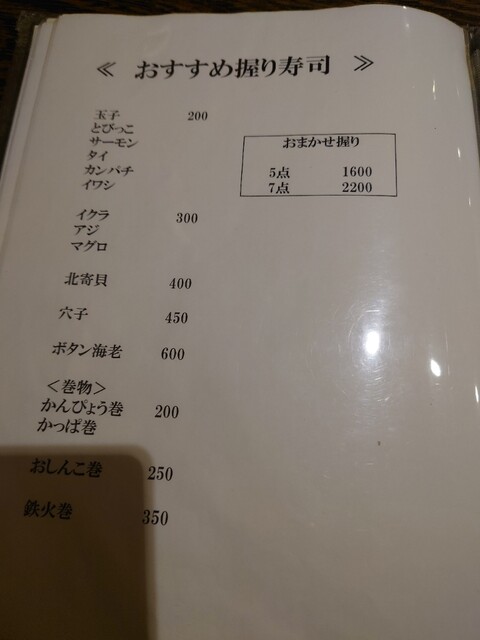 ≪ おすすめ握り寿司 ≫
玉子 200
とびっこ
サーモン
タイ
カンパチ
イワシ
おまかせ握り
5点 1600
7点 2200
イクラ 300
アジ
マグロ
北寄貝 400
穴子 450
ボタン海老 600
＜巻物＞
かんぴょう巻 200
かっぱ巻
おしんこ巻 250
鉄火巻 350